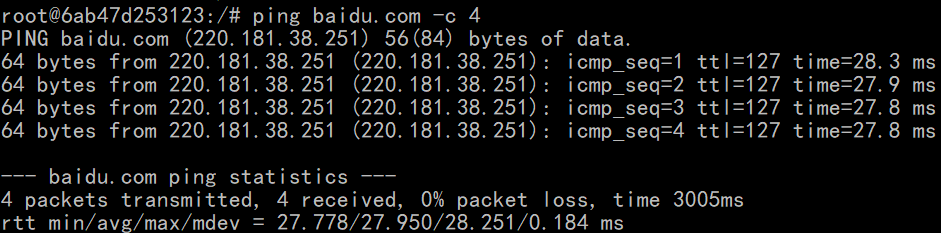 root@6ab47d253123:/# ping baidu.com -c 4
PING baidu.com (220.181.38.251) 56(84) bytes of data.
64 bytes from 220.181.38.251 (220.181.38.251): icmp_seq=1 ttl=127 time=28.3 ms
64 bytes from 220.181.38.251 (220.181.38.251): icmp_seq=2 ttl=127 time=27.9 ms
64 bytes from 220.181.38.251 (220.181.38.251): icmp_seq=3 ttl=127 time=27.8 ms
64 bytes from 220.181.38.251 (220.181.38.251): icmp_seq=4 ttl=127 time=27.8 ms
--- baidu.com ping statistics ---
4 packets transmitted, 4 received, 0% packet loss, time 3005ms
rtt min/avg/max/mdev = 27.778/27.950/28.251/0.184 ms